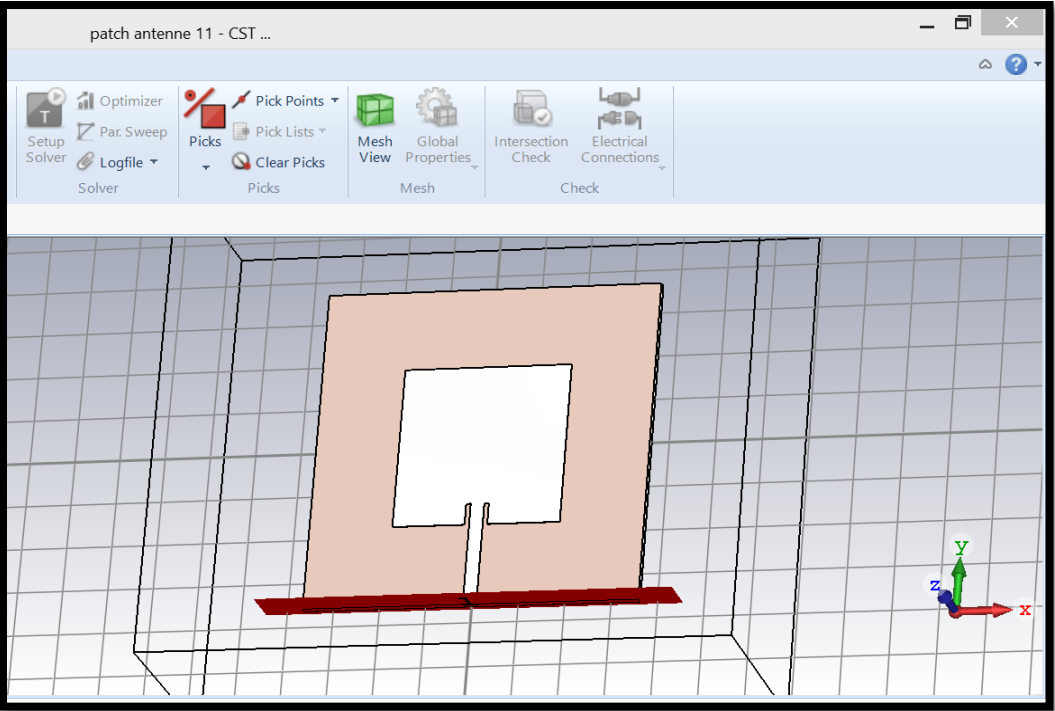 patch antenne 11 - CST ...
?
T
Setup
Solver
Optimizer
Par. Sweep
Logfile
Solver
Picks
Pick Points
Pick Lists
Clear Picks
Picks
Mesh
View
Global
Properties
Mesh
Intersection
Check
Electrical
Connections
Check
y
z
x